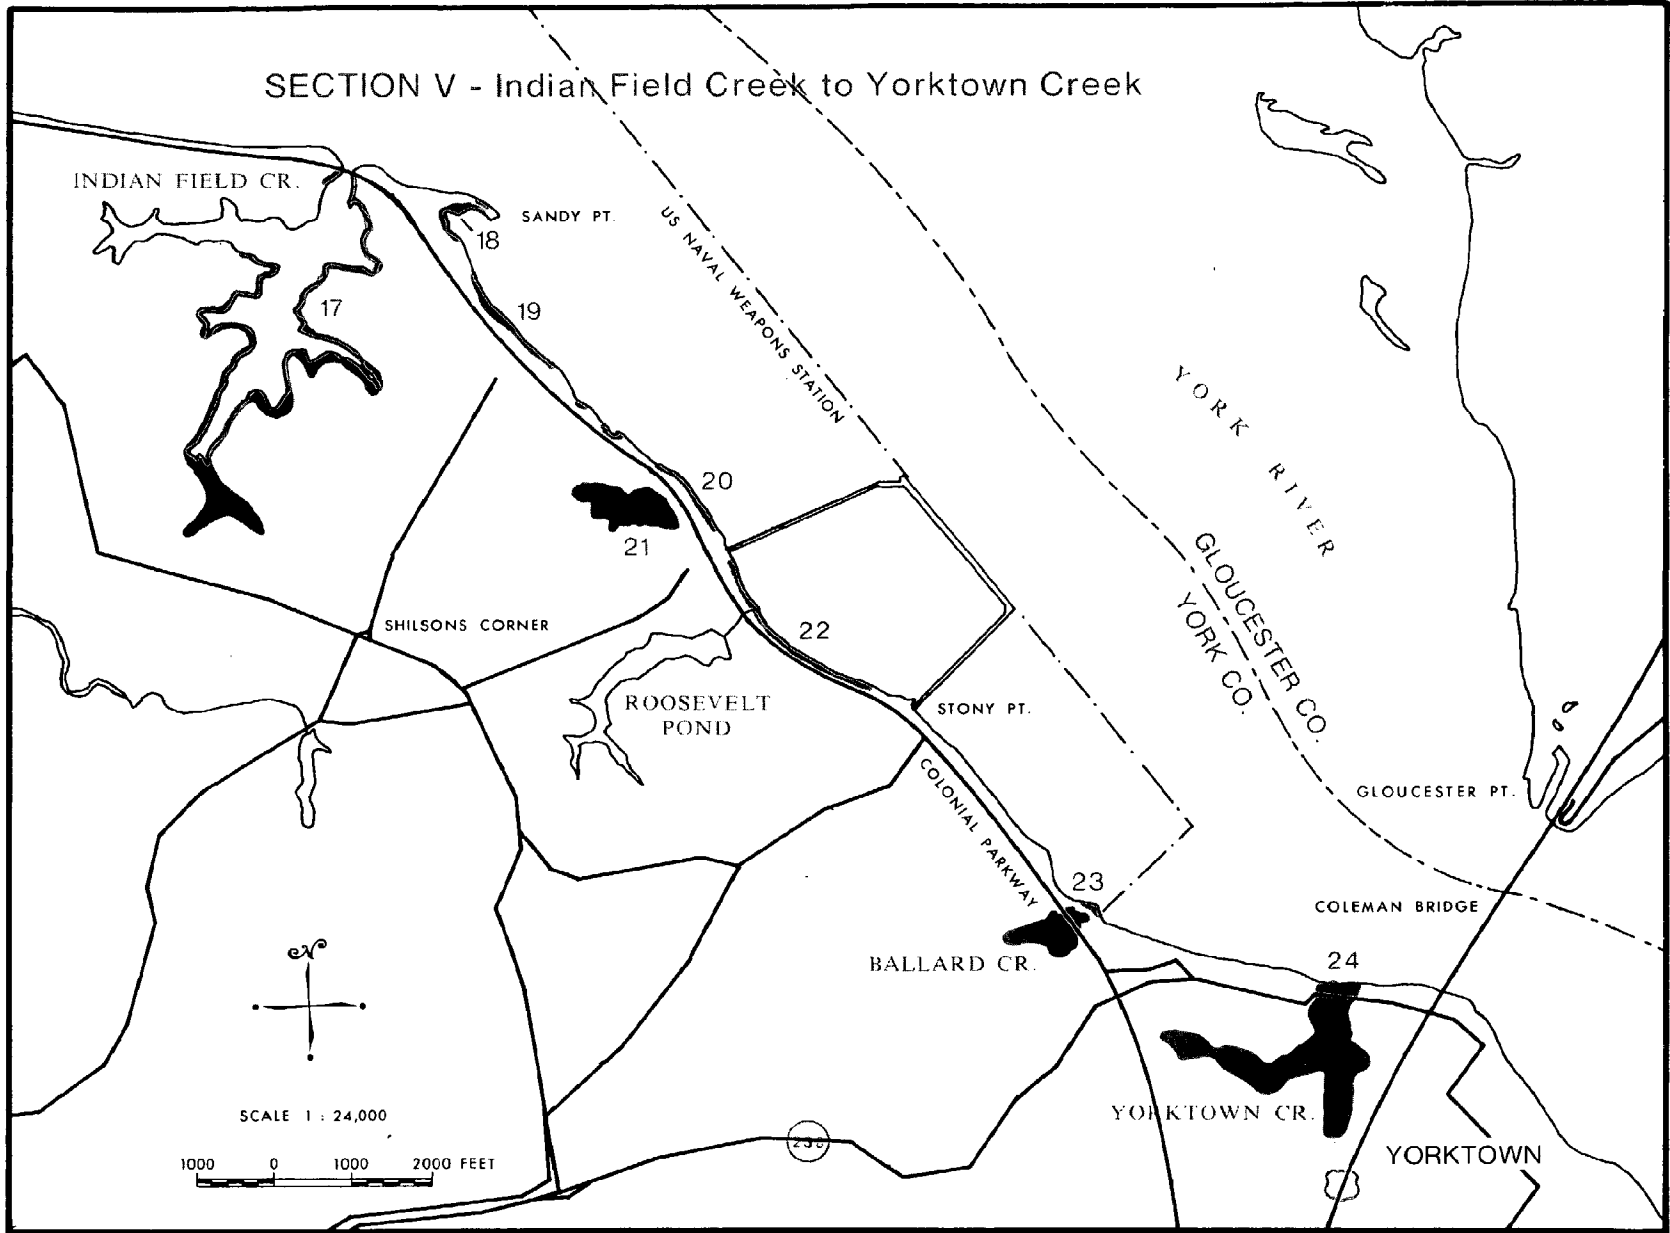 SECTION V - Indian Field Creek to Yorktown Creek
INDIAN FIELD CR.
SANDY PT.
18
17
19
US NAVAL WEAPONS STATION
YORK RIVER
20
21
GLOUCESTER CO.
YORK CO.
SHILSONS CORNER
22
ROOSEVELT
POND
STONY PT.
COLONIAL PARKWAY
GLOUCESTER PT.
23
COLEMAN BRIDGE
BALLARD CR.
24
N
SCALE 1 : 24,000
YORKTOWN CR.
238
YORKTOWN
1000 0 1000 2000 FEET